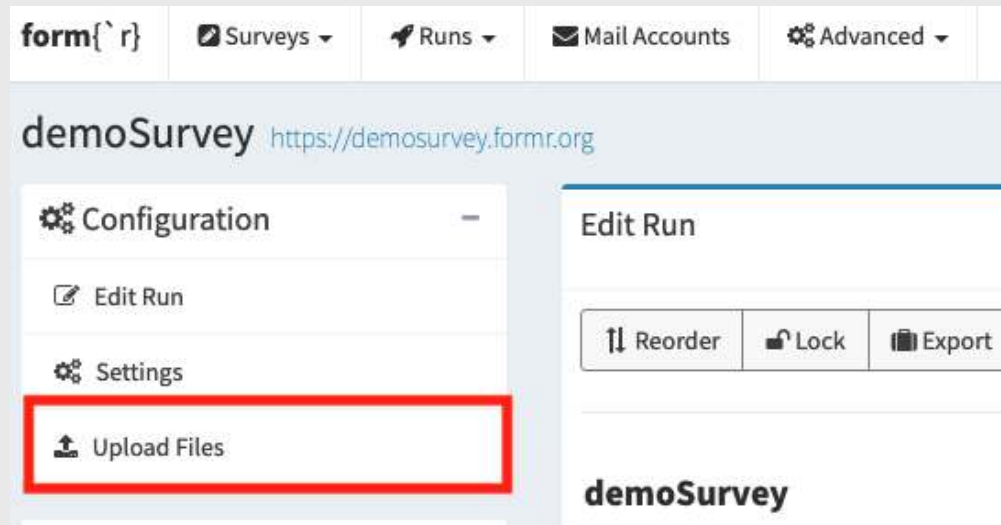 form{`r}
Surveys
Runs
Mail Accounts
Advanced
demoSurvey https://demosurvey.formr.org
Configuration
Edit Run
Settings
Upload Files
Edit Run
Reorder
Lock
Export
demoSurvey